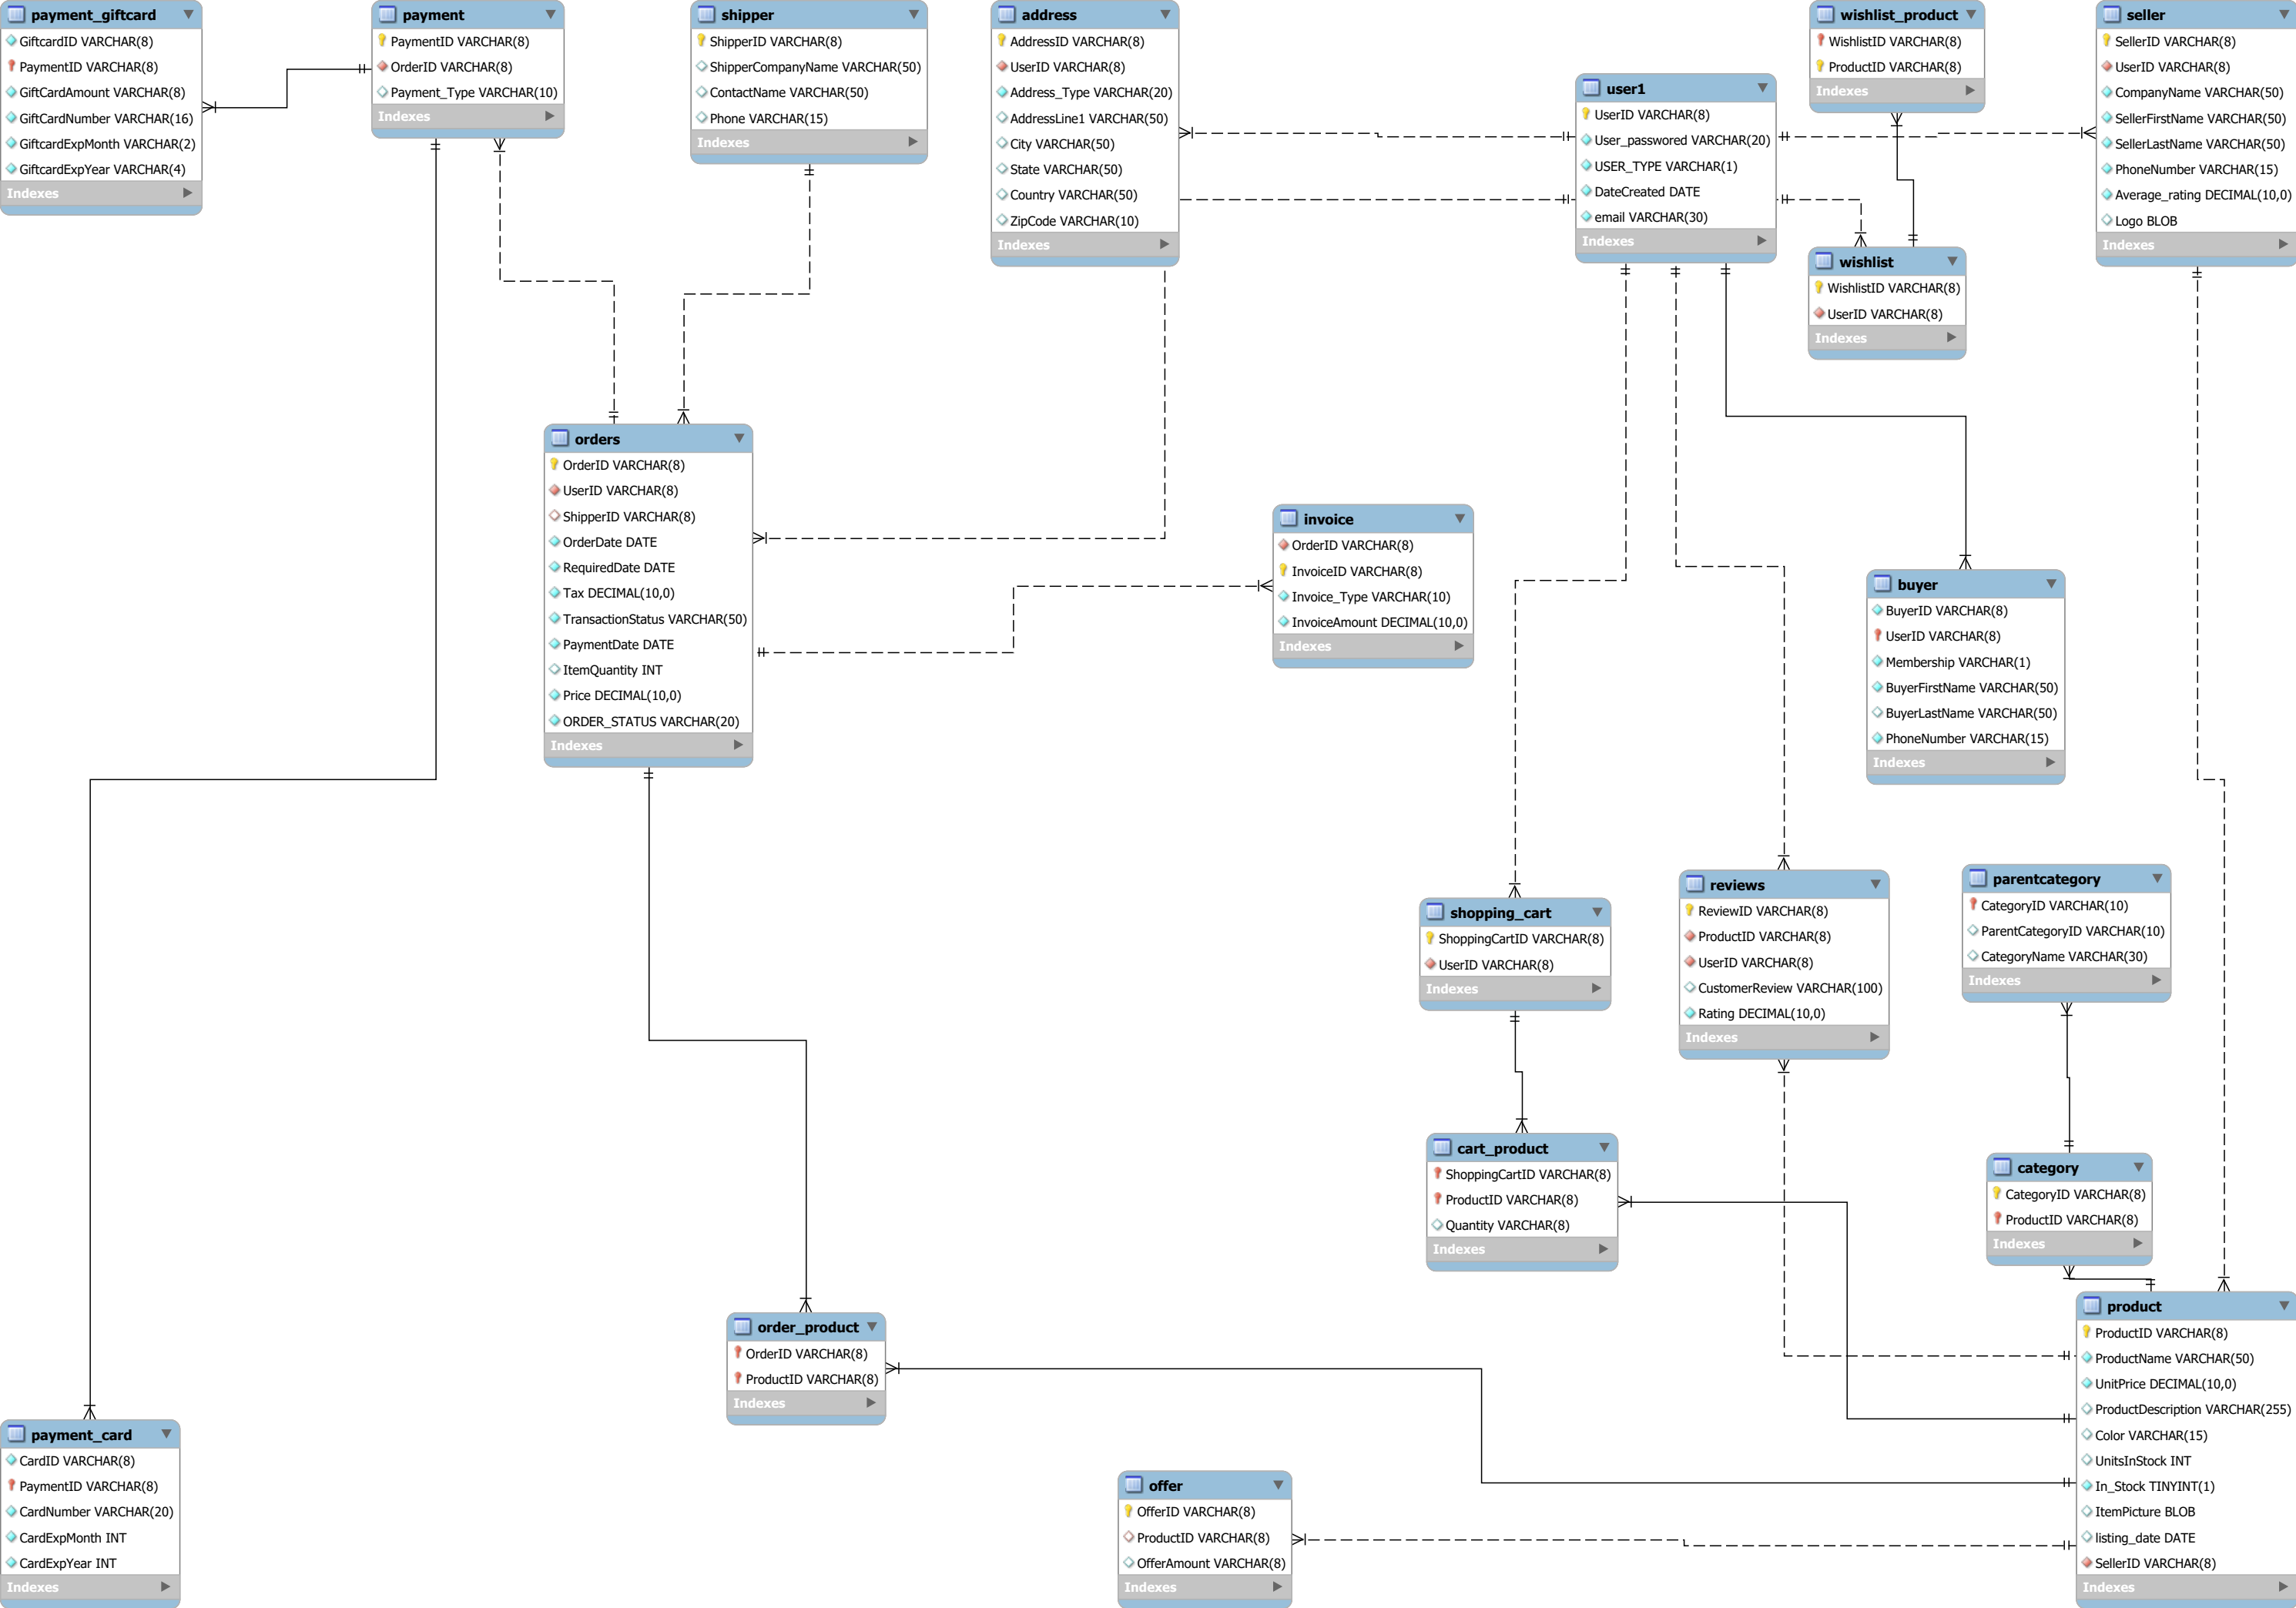 payment_giftcard
GiftcardID VARCHAR(8)
PaymentID VARCHAR(8)
GiftCardAmount VARCHAR(8)
GiftCardNumber VARCHAR(16)
GiftcardExpMonth VARCHAR(2)
GiftcardExpYear VARCHAR(4)
Indexes
payment
PaymentID VARCHAR(8)
OrderID VARCHAR(8)
Payment_Type VARCHAR(10)
Indexes
shipper
ShipperID VARCHAR(8)
ShipperCompanyName VARCHAR(50)
ContactName VARCHAR(50)
Phone VARCHAR(15)
Indexes
address
AddressID VARCHAR(8)
UserID VARCHAR(8)
Address_Type VARCHAR(20)
AddressLine1 VARCHAR(50)
City VARCHAR(50)
State VARCHAR(50)
Country VARCHAR(50)
ZipCode VARCHAR(10)
Indexes
user1
UserID VARCHAR(8)
User_passwored VARCHAR(20)
USER_TYPE VARCHAR(1)
DateCreated DATE
email VARCHAR(30)
Indexes
wishlist_product
WishlistID VARCHAR(8)
ProductID VARCHAR(8)
Indexes
seller
SellerID VARCHAR(8)
UserID VARCHAR(8)
CompanyName VARCHAR(50)
SellerFirstName VARCHAR(50)
SellerLastName VARCHAR(50)
PhoneNumber VARCHAR(15)
Average_rating DECIMAL(10,0)
Logo BLOB
Indexes
wishlist
WishlistID VARCHAR(8)
UserID VARCHAR(8)
Indexes
orders
OrderID VARCHAR(8)
UserID VARCHAR(8)
ShipperID VARCHAR(8)
OrderDate DATE
RequiredDate DATE
Tax DECIMAL(10,0)
TransactionStatus VARCHAR(50)
PaymentDate DATE
ItemQuantity INT
Price DECIMAL(10,0)
ORDER_STATUS VARCHAR(20)
Indexes
invoice
OrderID VARCHAR(8)
InvoiceID VARCHAR(8)
Invoice_Type VARCHAR(10)
InvoiceAmount DECIMAL(10,0)
Indexes
buyer
BuyerID VARCHAR(8)
UserID VARCHAR(8)
Membership VARCHAR(1)
BuyerFirstName VARCHAR(50)
BuyerLastName VARCHAR(50)
PhoneNumber VARCHAR(15)
Indexes
shopping_cart
ShoppingCartID VARCHAR(8)
UserID VARCHAR(8)
Indexes
reviews
ReviewID VARCHAR(8)
ProductID VARCHAR(8)
UserID VARCHAR(8)
CustomerReview VARCHAR(100)
Rating DECIMAL(10,0)
Indexes
parentcategory
CategoryID VARCHAR(10)
ParentCategoryID VARCHAR(10)
CategoryName VARCHAR(30)
Indexes
cart_product
ShoppingCartID VARCHAR(8)
ProductID VARCHAR(8)
Quantity VARCHAR(8)
Indexes
category
CategoryID VARCHAR(8)
ProductID VARCHAR(8)
Indexes
order_product
OrderID VARCHAR(8)
ProductID VARCHAR(8)
Indexes
product
ProductID VARCHAR(8)
ProductName VARCHAR(50)
UnitPrice DECIMAL(10,0)
ProductDescription VARCHAR(255)
Color VARCHAR(15)
UnitsInStock INT
In_Stock TINYINT(1)
ItemPicture BLOB
listing_date DATE
SellerID VARCHAR(8)
Indexes
payment_card
CardID VARCHAR(8)
PaymentID VARCHAR(8)
CardNumber VARCHAR(20)
CardExpMonth INT
CardExpYear INT
Indexes
offer
OfferID VARCHAR(8)
ProductID VARCHAR(8)
OfferAmount VARCHAR(8)
Indexes